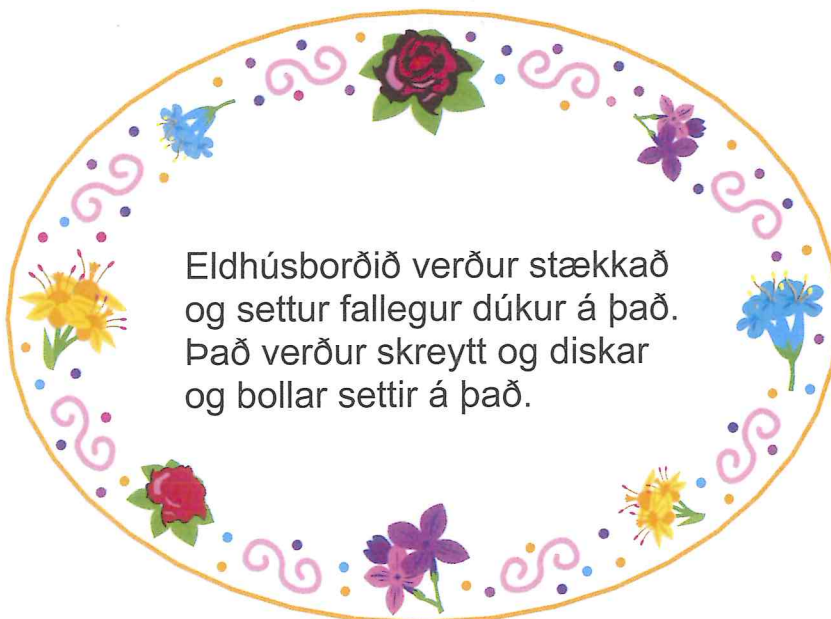 Eldhúsborðið verður stækkað
og settur fallegur dúkur á það.
Það verður skreytt og diskar
og bollar settir á það.